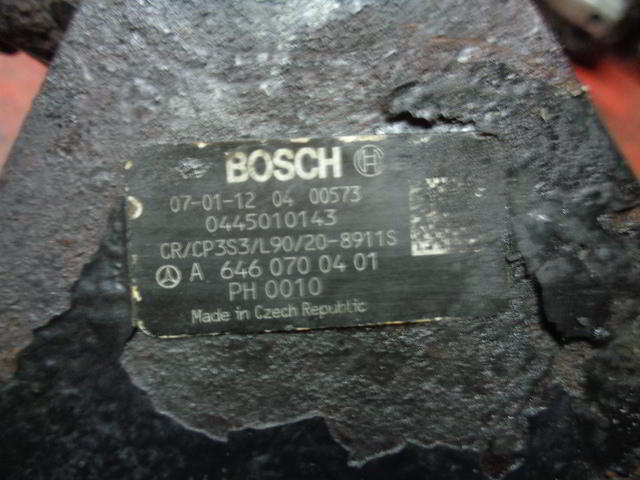 BOSCH
07-01-12 04 00573
0445010143
CR/CP3S3/L90/20-8911S
A 646 070 04 01
PH 0010
Made in Czech Republic